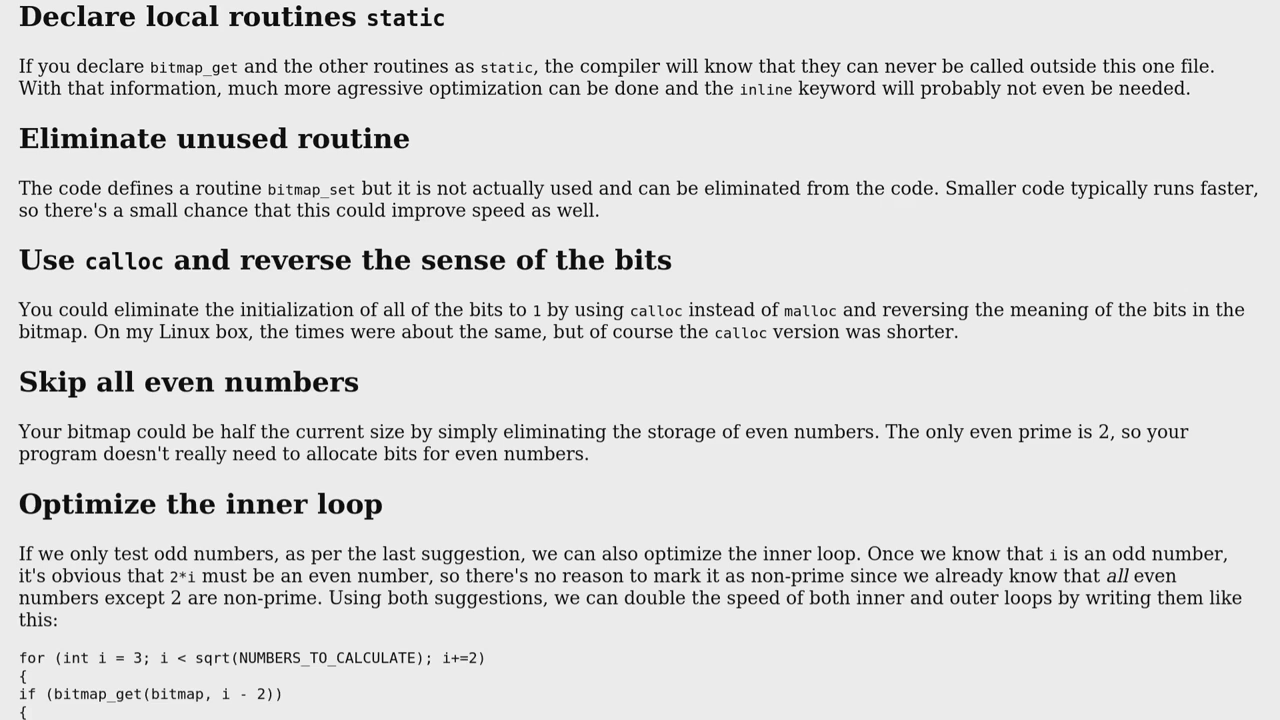 Declare local routines static
If you declare bitmap_get and the other routines as static, the compiler will know that they can never be called outside this one file.
With that information, much more agressive optimization can be done and the inline keyword will probably not even be needed.
Eliminate unused routine
The code defines a routine bitmap_set but it is not actually used and can be eliminated from the code. Smaller code typically runs faster,
so there's a small chance that this could improve speed as well.
Use calloc and reverse the sense of the bits
You could eliminate the initialization of all of the bits to 1 by using calloc instead of malloc and reversing the meaning of the bits in the
bitmap. On my Linux box, the times were about the same, but of course the calloc version was shorter.
Skip all even numbers
Your bitmap could be half the current size by simply eliminating the storage of even numbers. The only even prime is 2, so your
program doesn't really need to allocate bits for even numbers.
Optimize the inner loop
If we only test odd numbers, as per the last suggestion, we can also optimize the inner loop. Once we know that i is an odd number,
it's obvious that 2*i must be an even number, so there's no reason to mark it as non-prime since we already know that all even
numbers except 2 are non-prime. Using both suggestions, we can double the speed of both inner and outer loops by writing them like
this:
for (int i = 3; i < sqrt(NUMBERS_TO_CALCULATE); i+=2)
{
if (bitmap_get(bitmap, i - 2))
{